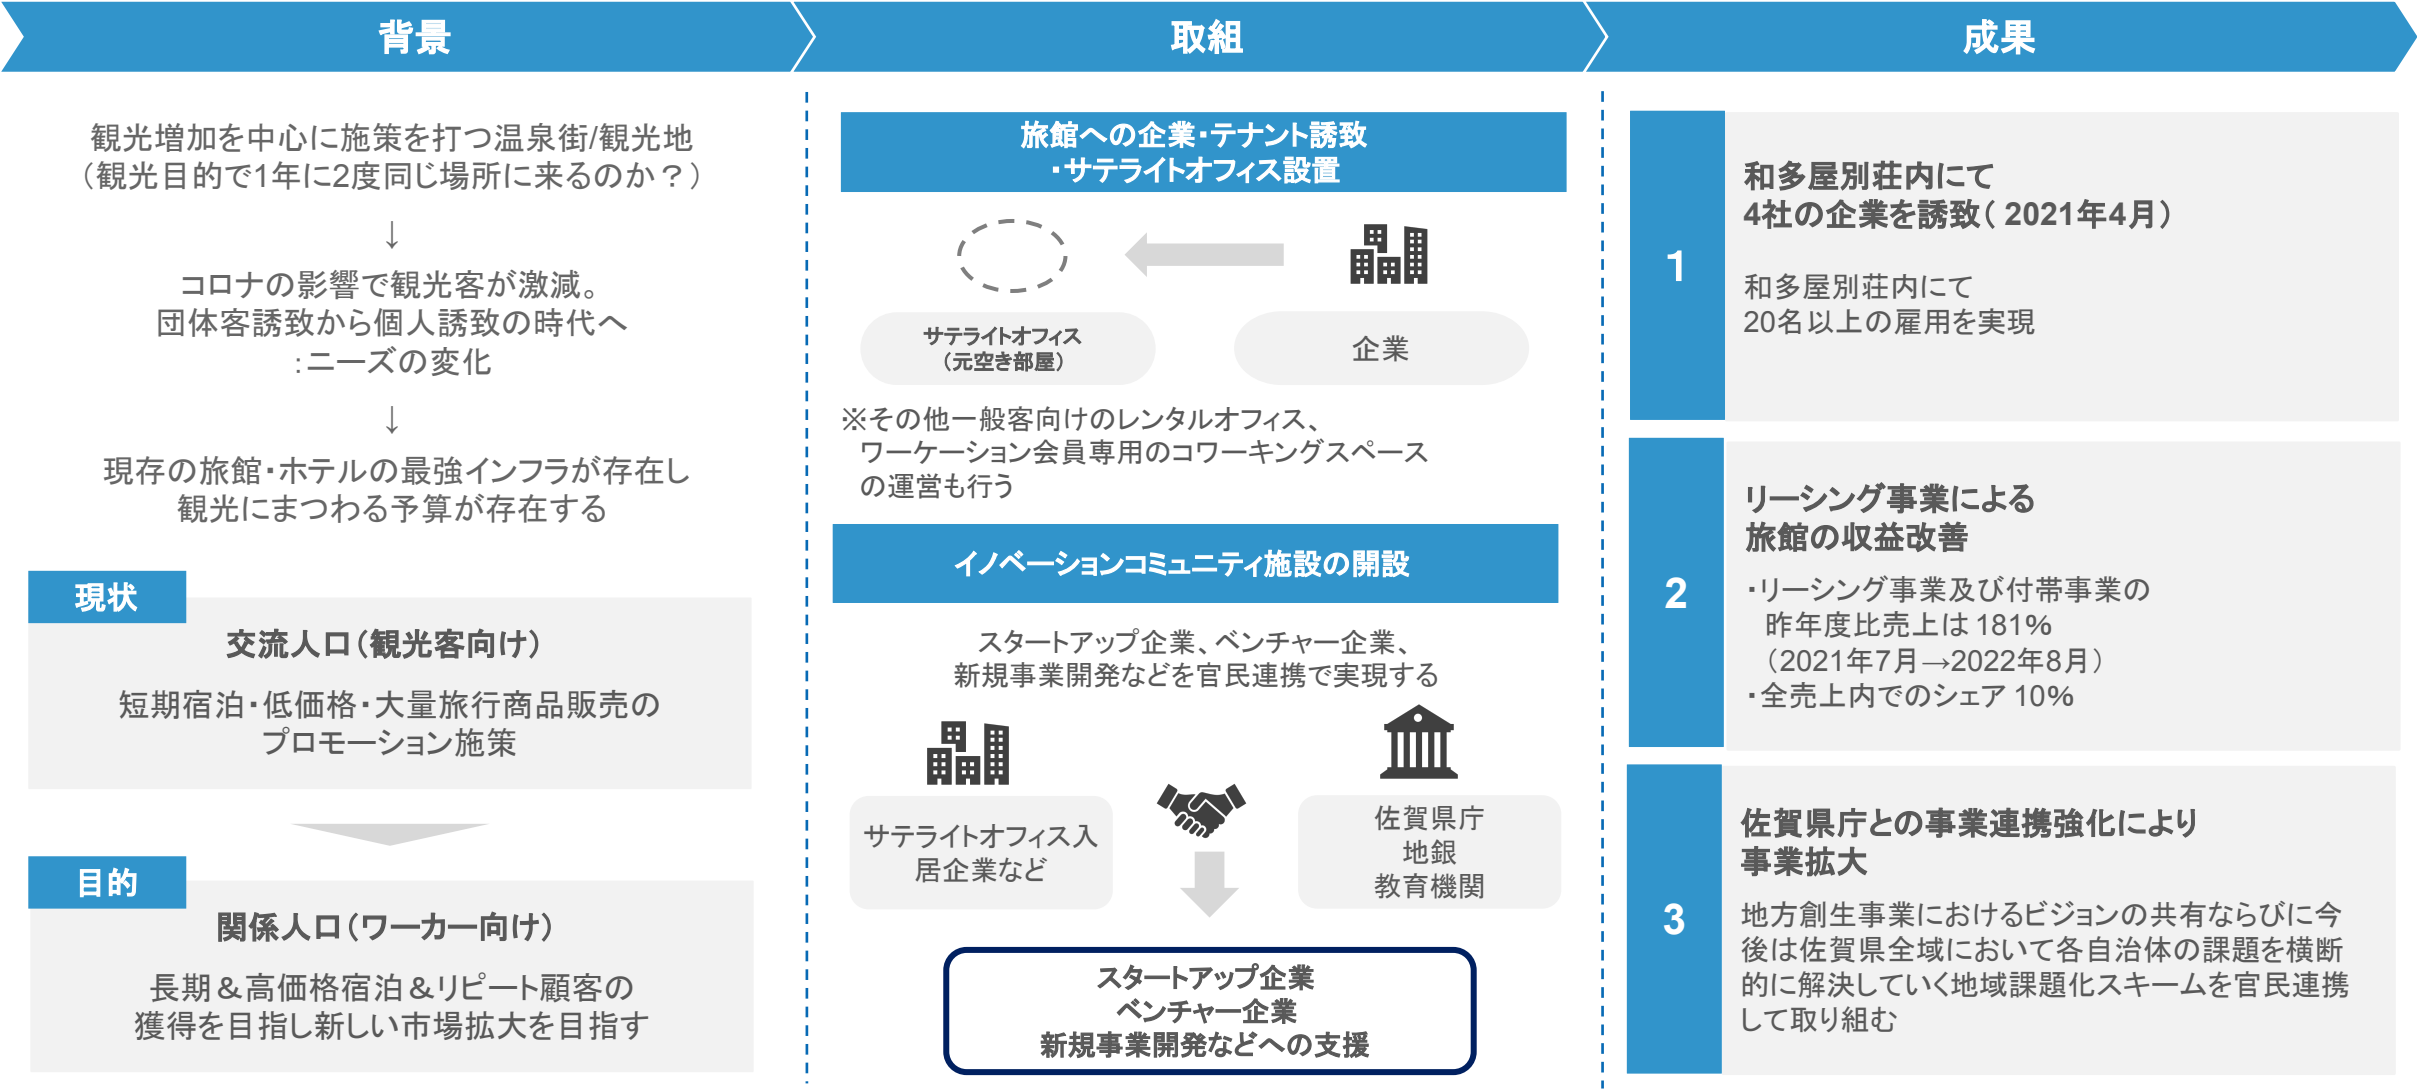 背景
観光増加を中心に施策を打つ温泉街/観光地
（観光目的で1年に2度同じ場所に来るのか？）
↓
コロナの影響で観光客が激減。
団体客誘致から個人誘致の時代へ
：ニーズの変化
↓
現存の旅館・ホテルの最強インフラが存在し
観光にまつわる予算が存在する
現状
交流人口（観光客向け）
短期宿泊・低価格・大量旅行商品販売の
プロモーション施策
目的
関係人口（ワーカー向け）
長期＆高価格宿泊＆リピート顧客の
獲得を目指し新しい市場拡大を目指す
取組
旅館への企業・テナント誘致
・サテライトオフィス設置
サテライトオフィス
（元空き部屋）
企業
※その他一般客向けのレンタルオフィス、
ワーケーション会員専用のコワーキングスペース
の運営も行う
イノベーションコミュニティ施設の開設
スタートアップ企業、ベンチャー企業、
新規事業開発などを官民連携で実現する
サテライトオフィス入
居企業など
佐賀県庁
地銀
教育機関
スタートアップ企業
ベンチャー企業
新規事業開発などへの支援
成果
1
和多屋別荘内にて
4社の企業を誘致（2021年4月）
和多屋別荘内にて
20名以上の雇用を実現
2
リーシング事業による
旅館の収益改善
・リーシング事業及び付帯事業の
昨年度比売上は181％
（2021年7月→2022年8月）
・全売上内でのシェア10％
3
佐賀県庁との事業連携強化により
事業拡大
地方創生事業におけるビジョンの共有ならびに今
後は佐賀県全域において各自治体の課題を横断
的に解決していく地域課題化スキームを官民連携
して取り組む